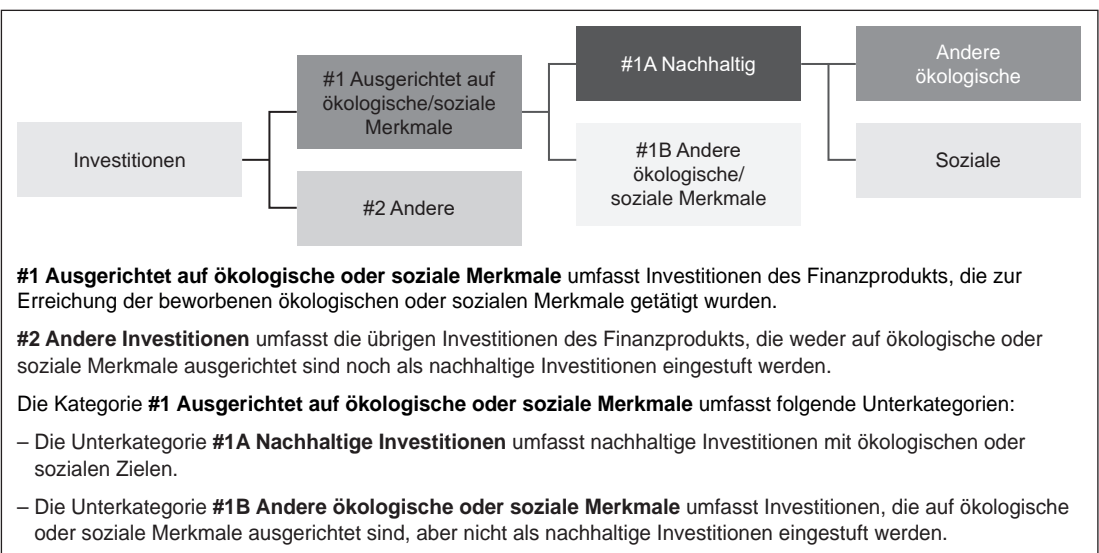 Investitionen
#1 Ausgerichtet auf
ökologische/soziale
Merkmale
#2 Andere
#1A Nachhaltig
#1B Andere
ökologische/
soziale Merkmale
Andere
ökologische
Soziale
#1 Ausgerichtet auf ökologische oder soziale Merkmale umfasst Investitionen des Finanzprodukts, die zur
Erreichung der beworbenen ökologischen oder sozialen Merkmale getätigt wurden.
#2 Andere Investitionen umfasst die übrigen Investitionen des Finanzprodukts, die weder auf ökologische oder
soziale Merkmale ausgerichtet sind noch als nachhaltige Investitionen eingestuft werden.
Die Kategorie #1 Ausgerichtet auf ökologische oder soziale Merkmale umfasst folgende Unterkategorien:
– Die Unterkategorie #1A Nachhaltige Investitionen umfasst nachhaltige Investitionen mit ökologischen oder
sozialen Zielen.
– Die Unterkategorie #1B Andere ökologische oder soziale Merkmale umfasst Investitionen, die auf ökologische
oder soziale Merkmale ausgerichtet sind, aber nicht als nachhaltige Investitionen eingestuft werden.